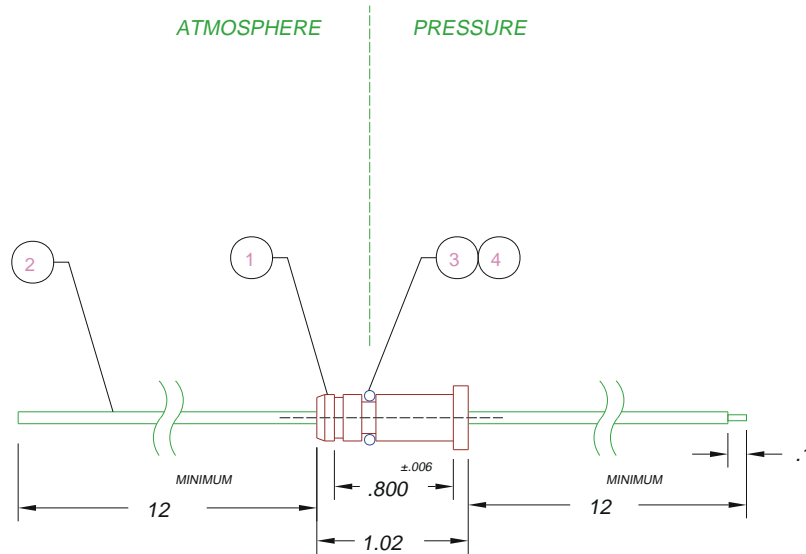 ATMOSPHERE PRESSURE
2 1 3 4
±.006
MINIMUM MINIMUM
12 .800 12
1.02